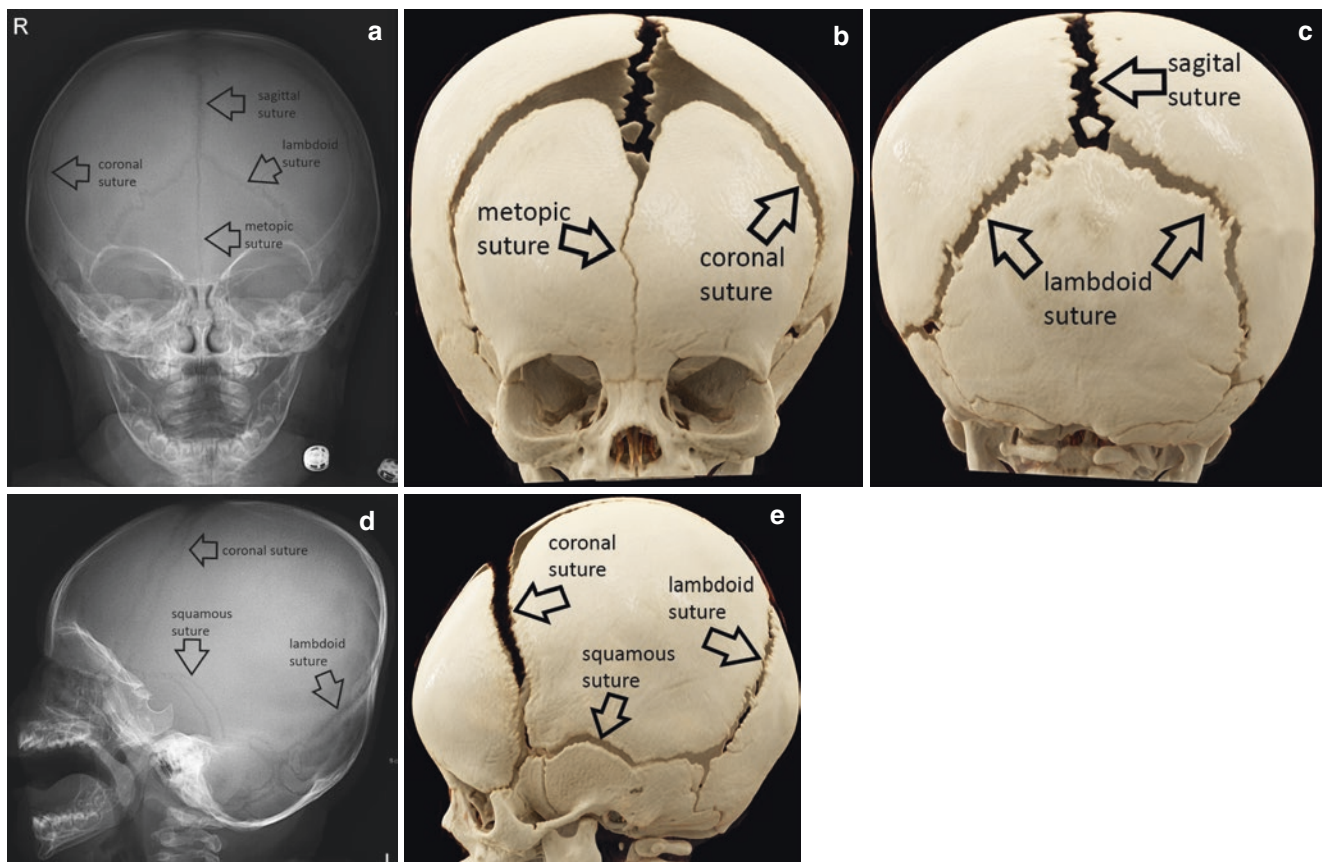 R
a
sagittal
suture
lambdoid
suture
coronal
suture
metopic
suture
b
metopic
suture
coronal
suture
c
sagital
suture
lambdoid
suture
d
coronal suture
squamous
suture
lambdoid
suture
e
coronal
suture
lambdoid
suture
squamous
suture